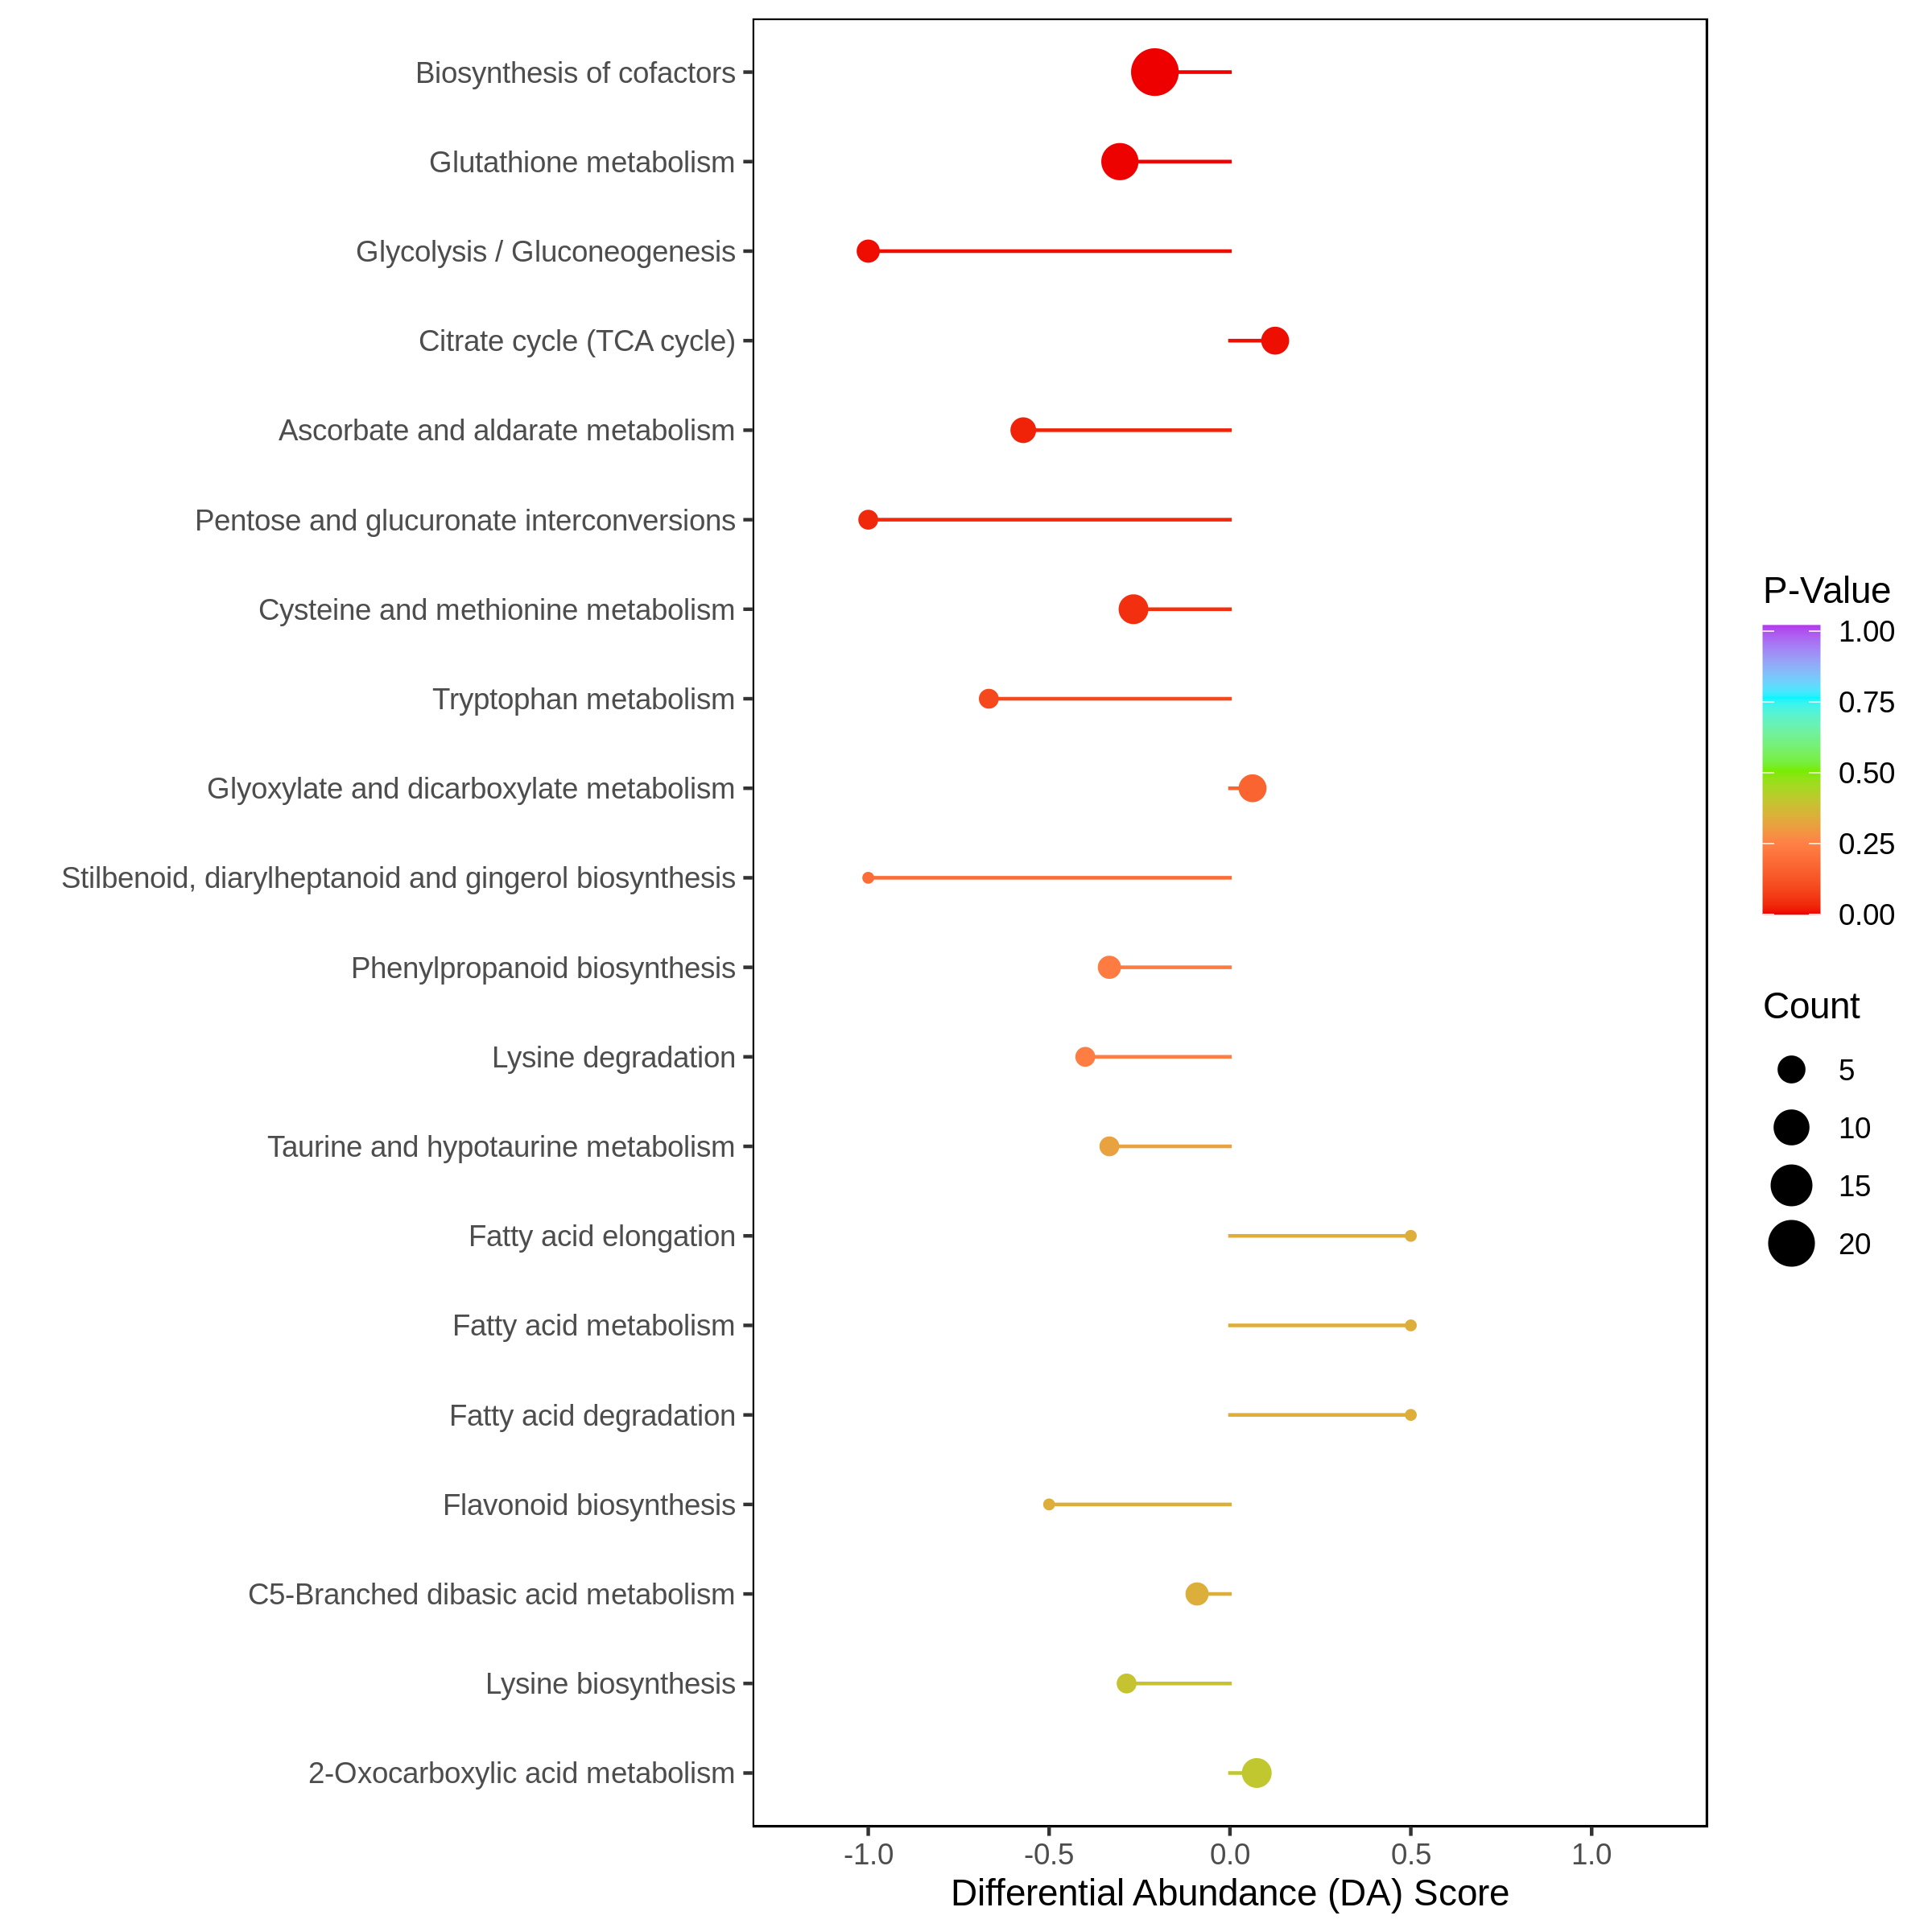 Biosynthesis of cofactors
Glutathione metabolism
Glycolysis / Gluconeogenesis
Citrate cycle (TCA cycle)
Ascorbate and aldarate metabolism
Pentose and glucuronate interconversions
Cysteine and methionine metabolism
Tryptophan metabolism
Glyoxylate and dicarboxylate metabolism
Stilbenoid, diarylheptanoid and gingerol biosynthesis
Phenylpropanoid biosynthesis
Lysine degradation
Taurine and hypotaurine metabolism
Fatty acid elongation
Fatty acid metabolism
Fatty acid degradation
Flavonoid biosynthesis
C5-Branched dibasic acid metabolism
Lysine biosynthesis
2-Oxocarboxylic acid metabolism
-1.0 -0.5 0.0 0.5 1.0
Differential Abundance (DA) Score
P-Value
1.00
0.75
0.50
0.25
0.00
Count
5
10
15
20